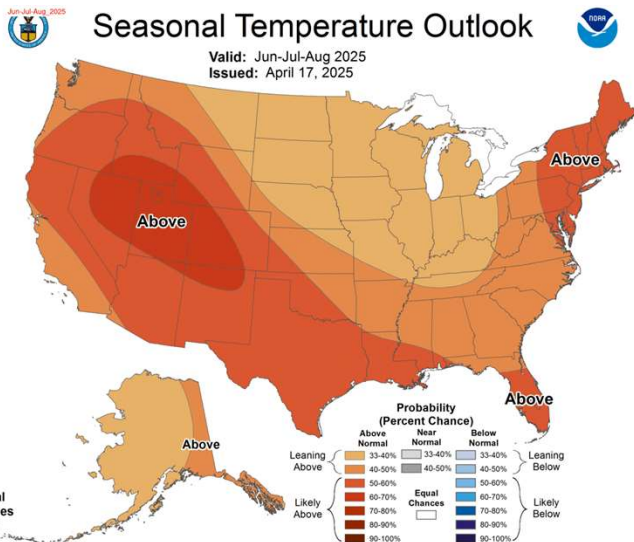 Jun-Jul-Aug 2025
Seasonal Temperature Outlook
NOAA
Valid: Jun-Jul-Aug 2025
Issued: April 17, 2025
Above
Above
Above
Above
Probability
(Percent Chance)
Above Normal
Near Normal
Below Normal
Leaning Above
33-40%
33-40%
33-40%
Leaning Below
40-50%
40-50%
40-50%
Likely Above
50-60%
50-60%
Likely Below
60-70%
Equal Chances
60-70%
70-80%
70-80%
80-90%
80-90%
90-100%
90-100%